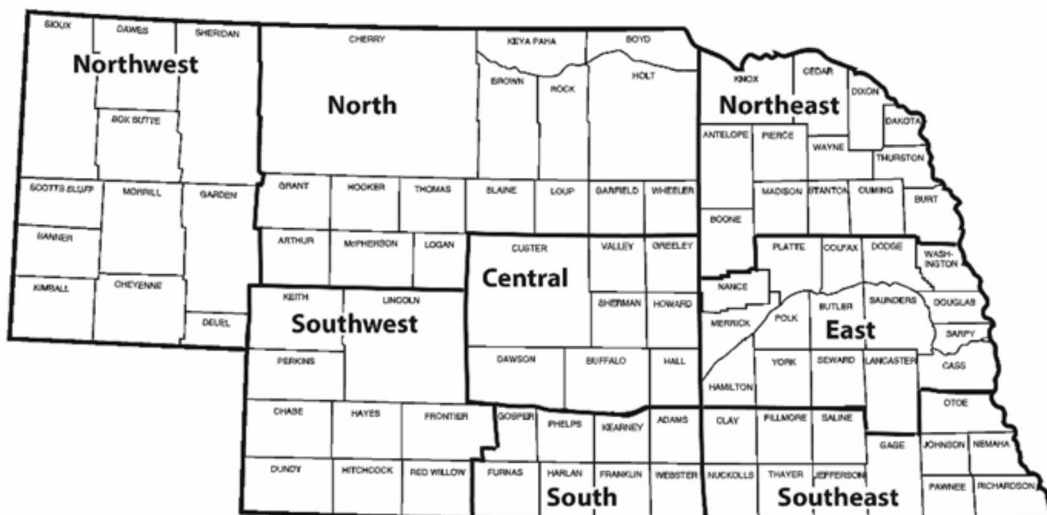 SIOUX
DAWES
SHERIDAN
Northwest
BOX BUTTE
SCOTTS BLUFF
MORRILL
GARDEN
BANNER
KIMBALL
CHEYENNE
DEUEL
CHERRY
KEYA PAHA
BOYD
North
BROWN
ROCK
HOLT
GRANT
HOOKER
THOMAS
BLAINE
LOUP
GARFIELD
WHEELER
ARTHUR
McPHERSON
LOGAN
KNOX
CEDAR
DIXON
Northeast
DAKOTA
ANTELOPE
PIERCE
WAYNE
THURSTON
MADISON
STANTON
CUMING
BURT
BOONE
CUSTER
VALLEY
GREELEY
Central
SHERMAN
HOWARD
DAWSON
BUFFALO
HALL
KEITH
LINCOLN
Southwest
PERKINS
CHASE
HAYES
FRONTIER
DUNDY
HITCHCOCK
RED WILLOW
PLATTE
COLFAX
DODGE
WASH-
INGTON
NANCE
MERRICK
POLK
BUTLER
SAUNDERS
DOUGLAS
East
SARPY
CASS
HAMILTON
YORK
SEWARD
LANCASTER
OTOE
GOSPER
PHELPS
KEARNEY
ADAMS
FURNAS
HARLAN
FRANKLIN
WEBSTER
South
CLAY
FILLMORE
SALINE
GAGE
JOHNSON
NEMAHA
NUCKOLLS
THAYER
JEFFERSON
PAWNEE
RICHARDSON
Southeast